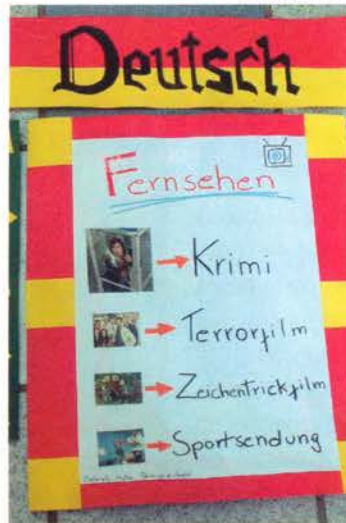 Deutsch
Fernsehen
Krimi
Terrorfilm
Zeichentrickfilm
Sportsendung